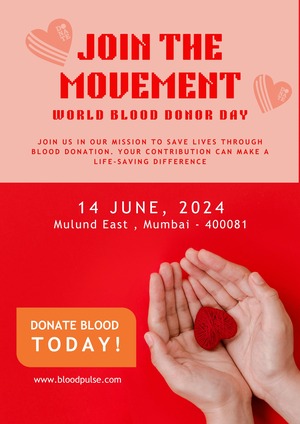 JOIN THE
MOVEMENT
WORLD BLOOD DONOR DAY
JOIN US IN OUR MISSION TO SAVE LIVES THROUGH
BLOOD DONATION. YOUR CONTRIBUTION CAN MAKE A
LIFE-SAVING DIFFERENCE
14 JUNE, 2024
Mulund East , Mumbai - 400081
DONATE BLOOD
TODAY!
www.bloodpulse.com